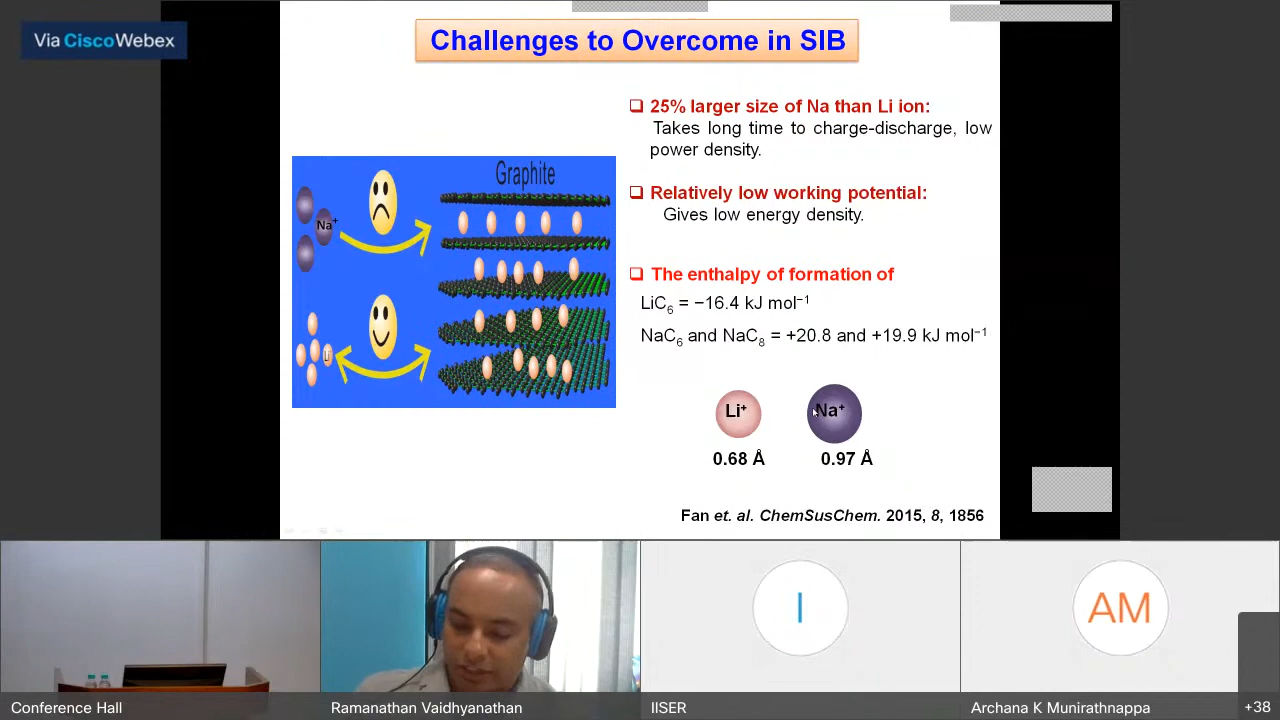 Via Cisco Webex
Challenges to Overcome in SIB
25% larger size of Na than Li ion:
Takes long time to charge-discharge, low
power density.
Relatively low working potential:
Gives low energy density.
The enthalpy of formation of
LiC₆ = −16.4 kJ mol⁻¹
NaC₆ and NaC₈ = +20.8 and +19.9 kJ mol⁻¹
Graphite
Na⁺
Li⁺ Na⁺
0.68 Å 0.97 Å
Fan et. al. ChemSusChem. 2015, 8, 1856
I
AM
Conference Hall
Ramanathan Vaidhyanathan
IISER
Archana K Munirathnappa
+38